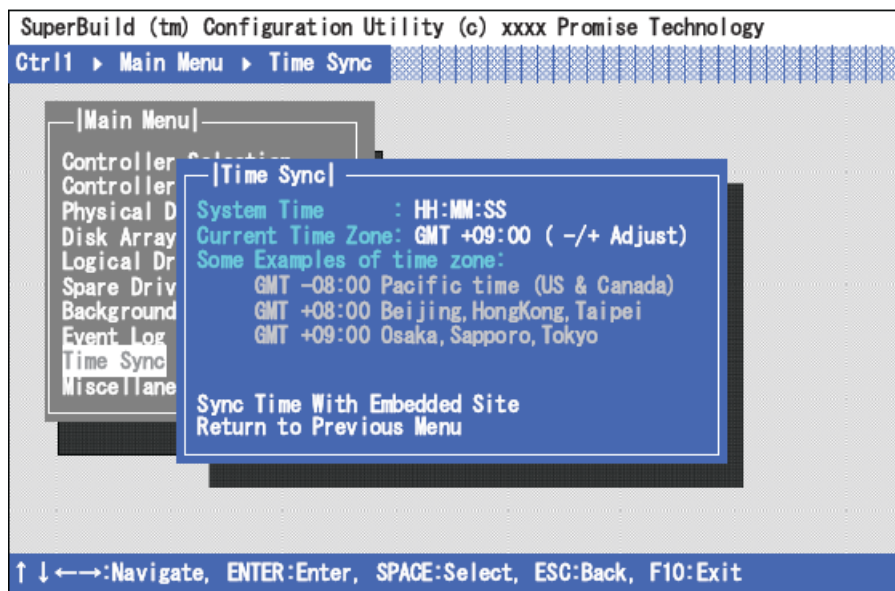 SuperBuild (tm) Configuration Utility (c) xxxx Promise Technology
Ctrl1 ▸ Main Menu ▸ Time Sync
|Main Menu|
Controller Selection
Controller
Physical D
Disk Array
Logical Dr
Spare Driv
Background
Event Log
Time Sync
Miscellane
|Time Sync|
System Time : HH:MM:SS
Current Time Zone: GMT +09:00 ( -/+ Adjust)
Some Examples of time zone:
GMT -08:00 Pacific time (US & Canada)
GMT +08:00 Beijing,HongKong,Taipei
GMT +09:00 Osaka,Sapporo,Tokyo
Sync Time With Embedded Site
Return to Previous Menu
↑↓←→:Navigate, ENTER:Enter, SPACE:Select, ESC:Back, F10:Exit